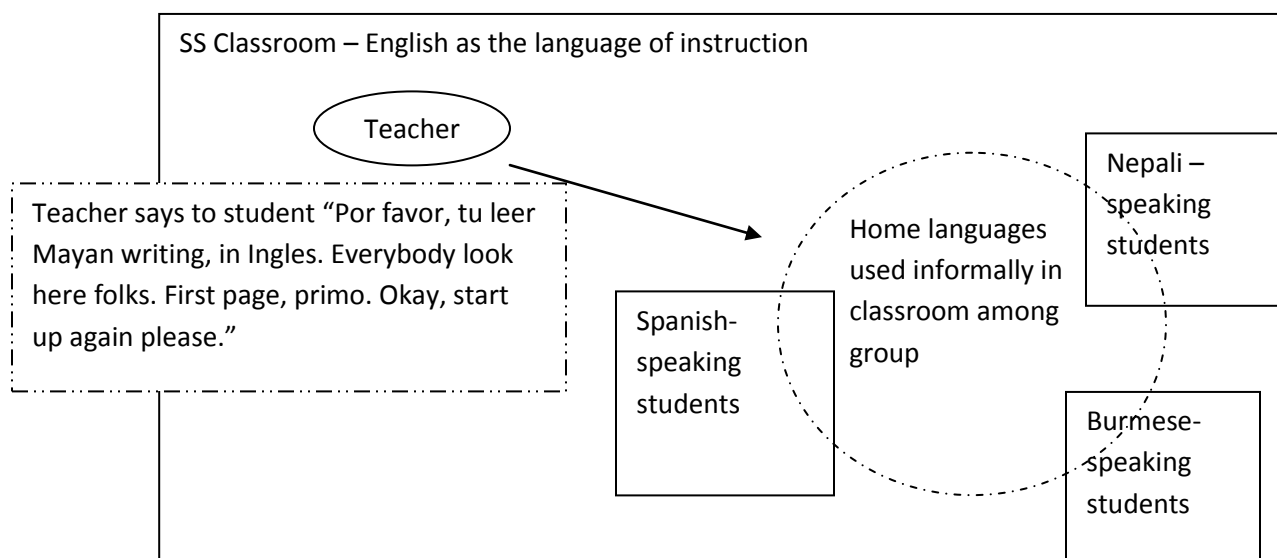 SS Classroom – English as the language of instruction
Teacher
Teacher says to student “Por favor, tu leer
Mayan writing, in Ingles. Everybody look
here folks. First page, primo. Okay, start
up again please.”
Home languages
used informally in
classroom among
group
Nepali –
speaking
students
Spanish-
speaking
students
Burmese-
speaking
students